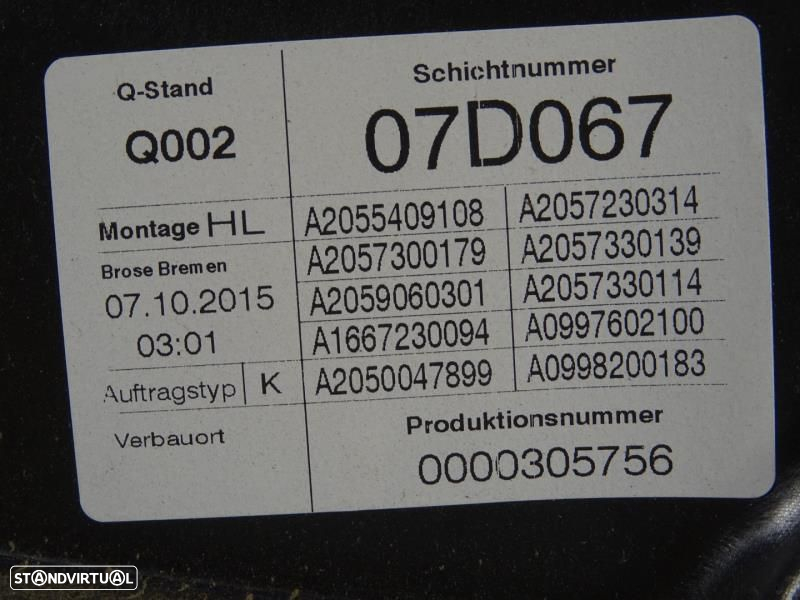 Q-Stand
Q002
Schichtnummer
07D067
Montage HL
A2055409108 A2057230314
Brose Bremen
A2057300179 A2057330139
07.10.2015
A2059060301 A2057330114
03:01
A1667230094 A0997602100
Auftragstyp K
A2050047899 A0998200183
Verbauort
Produktionsnummer
0000305756
STANDVIRTUAL